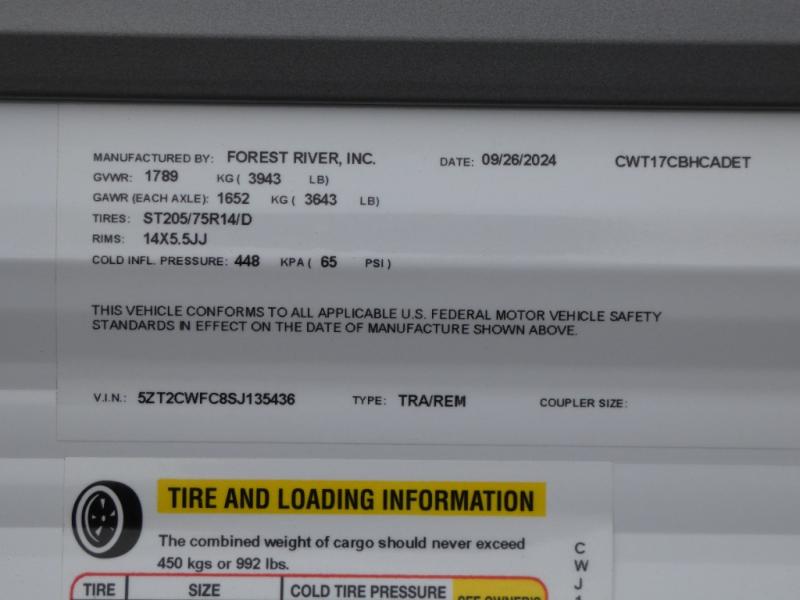 MANUFACTURED BY: FOREST RIVER, INC. DATE: 09/26/2024 CWT17CBHCADET
GVWR: 1789 KG ( 3943 LB)
GAWR (EACH AXLE): 1652 KG ( 3643 LB)
TIRES: ST205/75R14/D
RIMS: 14X5.5JJ
COLD INFL. PRESSURE: 448 KPA ( 65 PSI )
THIS VEHICLE CONFORMS TO ALL APPLICABLE U.S. FEDERAL MOTOR VEHICLE SAFETY
STANDARDS IN EFFECT ON THE DATE OF MANUFACTURE SHOWN ABOVE.
V.I.N.: 5ZT2CWFC8SJ135436 TYPE: TRA/REM COUPLER SIZE:
TIRE AND LOADING INFORMATION
The combined weight of cargo should never exceed
450 kgs or 992 lbs.
C
W
J
TIRE SIZE COLD TIRE PRESSURE SEE OWNER'S